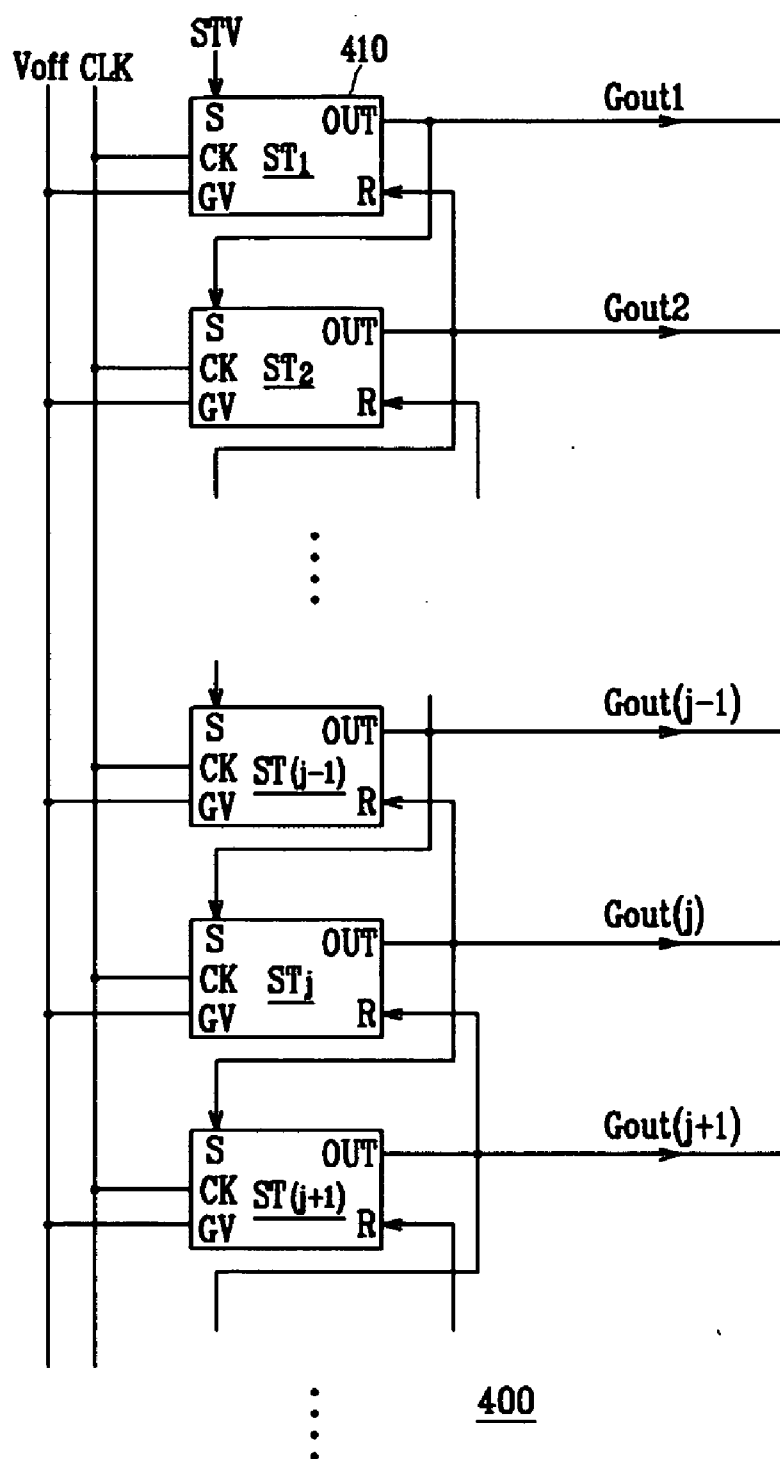 STV
Voff CLK
410
Gout1
S OUT
CK ST1
GV R
Gout2
S OUT
CK ST2
GV R
Gout(j-1)
S OUT
CK ST(j-1)
GV R
Gout(j)
S OUT
CK STj
GV R
Gout(j+1)
S OUT
CK ST(j+1)
GV R
400